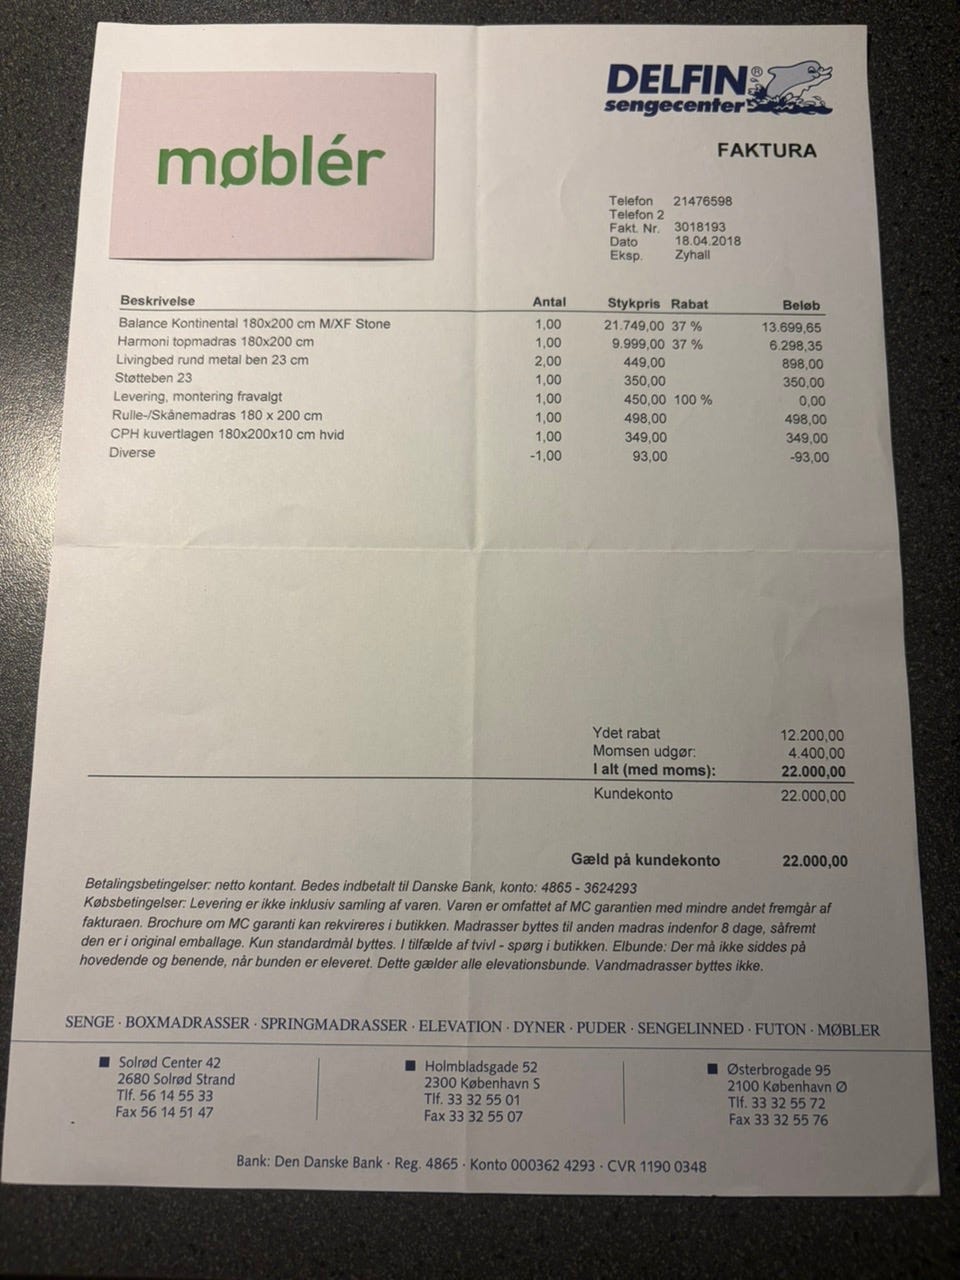 møblér
DELFIN®
sengecenter
FAKTURA
Telefon 21476598
Telefon 2
Fakt. Nr. 3018193
Dato 18.04.2018
Eksp. Zyhall
Beskrivelse Antal Stykpris Rabat Beløb
Balance Kontinental 180x200 cm M/XF Stone 1,00 21.749,00 37 % 13.699,65
Harmoni topmadras 180x200 cm 1,00 9.999,00 37 % 6.298,35
Livingbed rund metal ben 23 cm 2,00 449,00 898,00
Støtteben 23 1,00 350,00 350,00
Levering, montering fravalgt 1,00 450,00 100 % 0,00
Rulle-/Skånemadras 180 x 200 cm 1,00 498,00 498,00
CPH kuvertlagen 180x200x10 cm hvid 1,00 349,00 349,00
Diverse -1,00 93,00 -93,00
Ydet rabat 12.200,00
Momsen udgør: 4.400,00
I alt (med moms): 22.000,00
Kundekonto 22.000,00
Gæld på kundekonto 22.000,00
Betalingsbetingelser: netto kontant. Bedes indbetalt til Danske Bank, konto: 4865 - 3624293
Købsbetingelser: Levering er ikke inklusiv samling af varen. Varen er omfattet af MC garantien med mindre andet fremgår af
fakturaen. Brochure om MC garanti kan rekvireres i butikken. Madrasser byttes til anden madras indenfor 8 dage, såfremt
den er i original emballage. Kun standardmål byttes. I tilfælde af tvivl - spørg i butikken. Elbunde: Der må ikke siddes på
hovedende og benende, når bunden er eleveret. Dette gælder alle elevationsbunde. Vandmadrasser byttes ikke.
SENGE · BOXMADRASSER · SPRINGMADRASSER · ELEVATION · DYNER · PUDER · SENGELINNED · FUTON · MØBLER
Solrød Center 42
2680 Solrød Strand
Tlf. 56 14 55 33
Fax 56 14 51 47
Holmbladsgade 52
2300 København S
Tlf. 33 32 55 01
Fax 33 32 55 07
Østerbrogade 95
2100 København Ø
Tlf. 33 32 55 72
Fax 33 32 55 76
Bank: Den Danske Bank · Reg. 4865 · Konto 000362 4293 · CVR 1190 0348